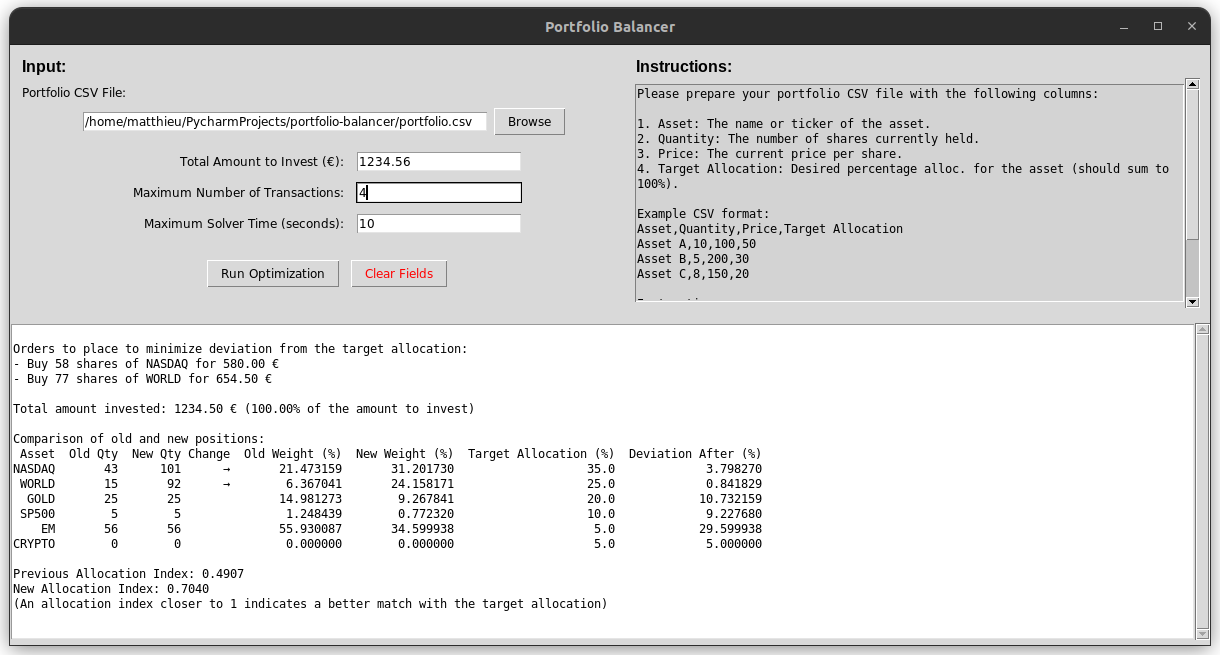 Portfolio Balancer
Input:
Portfolio CSV File:
/home/matthieu/PycharmProjects/portfolio-balancer/portfolio.csv Browse
Total Amount to Invest (€): 1234.56
Maximum Number of Transactions: 4
Maximum Solver Time (seconds): 10
Run Optimization Clear Fields
Instructions:
Please prepare your portfolio CSV file with the following columns:
1. Asset: The name or ticker of the asset.
2. Quantity: The number of shares currently held.
3. Price: The current price per share.
4. Target Allocation: Desired percentage alloc. for the asset (should sum to
100%).
Example CSV format:
Asset,Quantity,Price,Target Allocation
Asset A,10,100,50
Asset B,5,200,30
Asset C,8,150,20
Orders to place to minimize deviation from the target allocation:
- Buy 58 shares of NASDAQ for 580.00 €
- Buy 77 shares of WORLD for 654.50 €
Total amount invested: 1234.50 € (100.00% of the amount to invest)
Comparison of old and new positions:
Asset Old Qty New Qty Change Old Weight (%) New Weight (%) Target Allocation (%) Deviation After (%)
NASDAQ 43 101 → 21.473159 31.201730 35.0 3.798270
WORLD 15 92 → 6.367041 24.158171 25.0 0.841829
GOLD 25 25 14.981273 9.267841 20.0 10.732159
SP500 5 5 1.248439 0.772320 10.0 9.227680
EM 56 56 55.930087 34.599938 5.0 29.599938
CRYPTO 0 0 0.000000 0.000000 5.0 5.000000
Previous Allocation Index: 0.4907
New Allocation Index: 0.7040
(An allocation index closer to 1 indicates a better match with the target allocation)